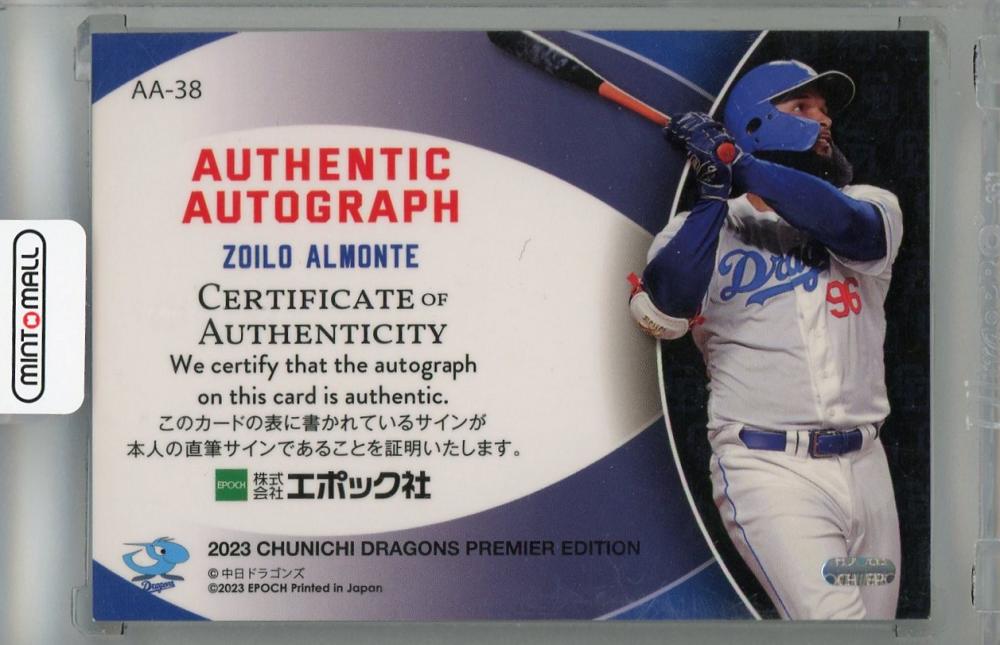 AA-38
AUTHENTIC
AUTOGRAPH
ZOILO ALMONTE
CERTIFICATE OF
AUTHENTICITY
We certify that the autograph
on this card is authentic.
このカードの表に書かれているサインが
本人の直筆サインであることを証明いたします。
EPOCH 株式会社 エポック社
Dragons
2023 CHUNICHI DRAGONS PREMIER EDITION
© 中日ドラゴンズ
©2023 EPOCH Printed in Japan
MINTOMALL
96